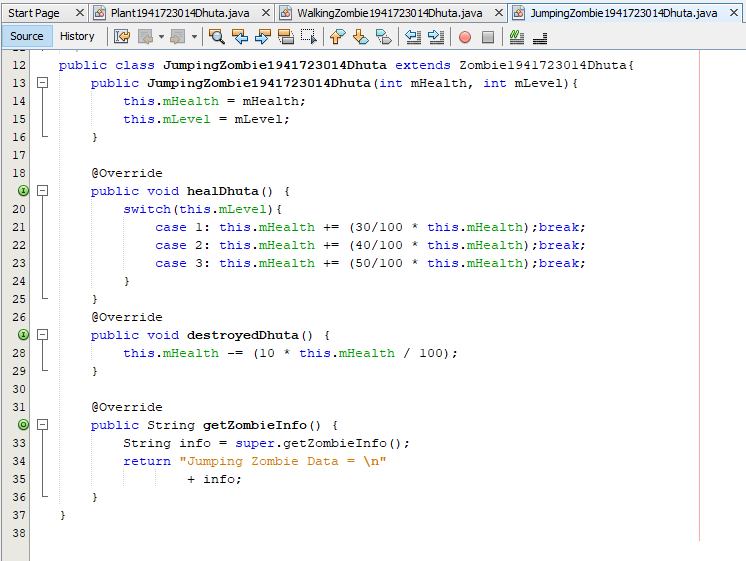 Start Page Plant1941723014Dhuta.java WalkingZombie1941723014Dhuta.java JumpingZombie1941723014Dhuta.java
Source History
12 public class JumpingZombie1941723014Dhuta extends Zombie1941723014Dhuta{
13 public JumpingZombie1941723014Dhuta(int mHealth, int mLevel){
14 this.mHealth = mHealth;
15 this.mLevel = mLevel;
16 }
17
18 @Override
public void healDhuta() {
20 switch(this.mLevel){
21 case 1: this.mHealth += (30/100 * this.mHealth);break;
22 case 2: this.mHealth += (40/100 * this.mHealth);break;
23 case 3: this.mHealth += (50/100 * this.mHealth);break;
24 }
25 }
26 @Override
public void destroyedDhuta() {
28 this.mHealth -= (10 * this.mHealth / 100);
29 }
30
31 @Override
public String getZombieInfo() {
33 String info = super.getZombieInfo();
34 return "Jumping Zombie Data = \n"
35 + info;
36 }
37 }
38